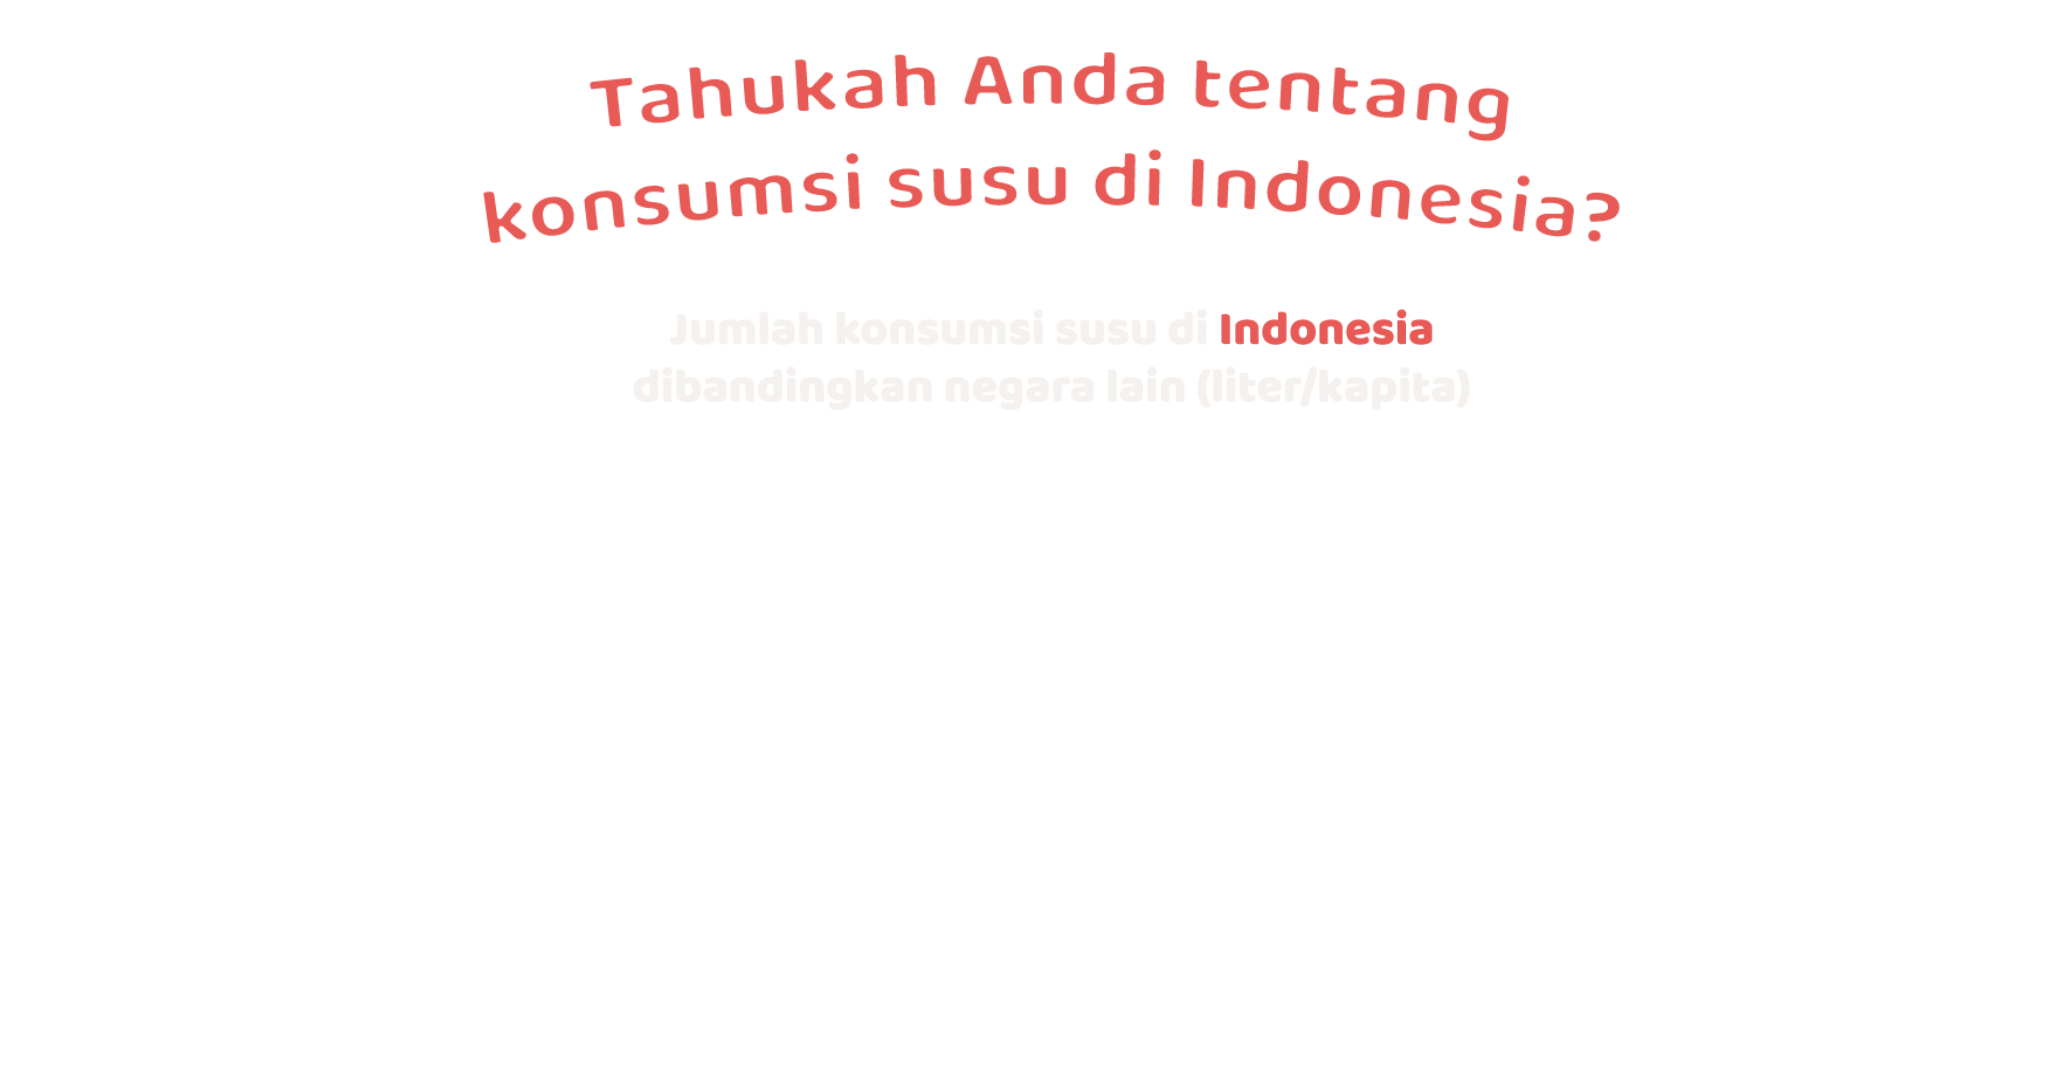 Tahukah Anda tentang
konsumsi susu di Indonesia?
Jumlah konsumsi susu di Indonesia
dibandingkan negara lain (liter/kapita)